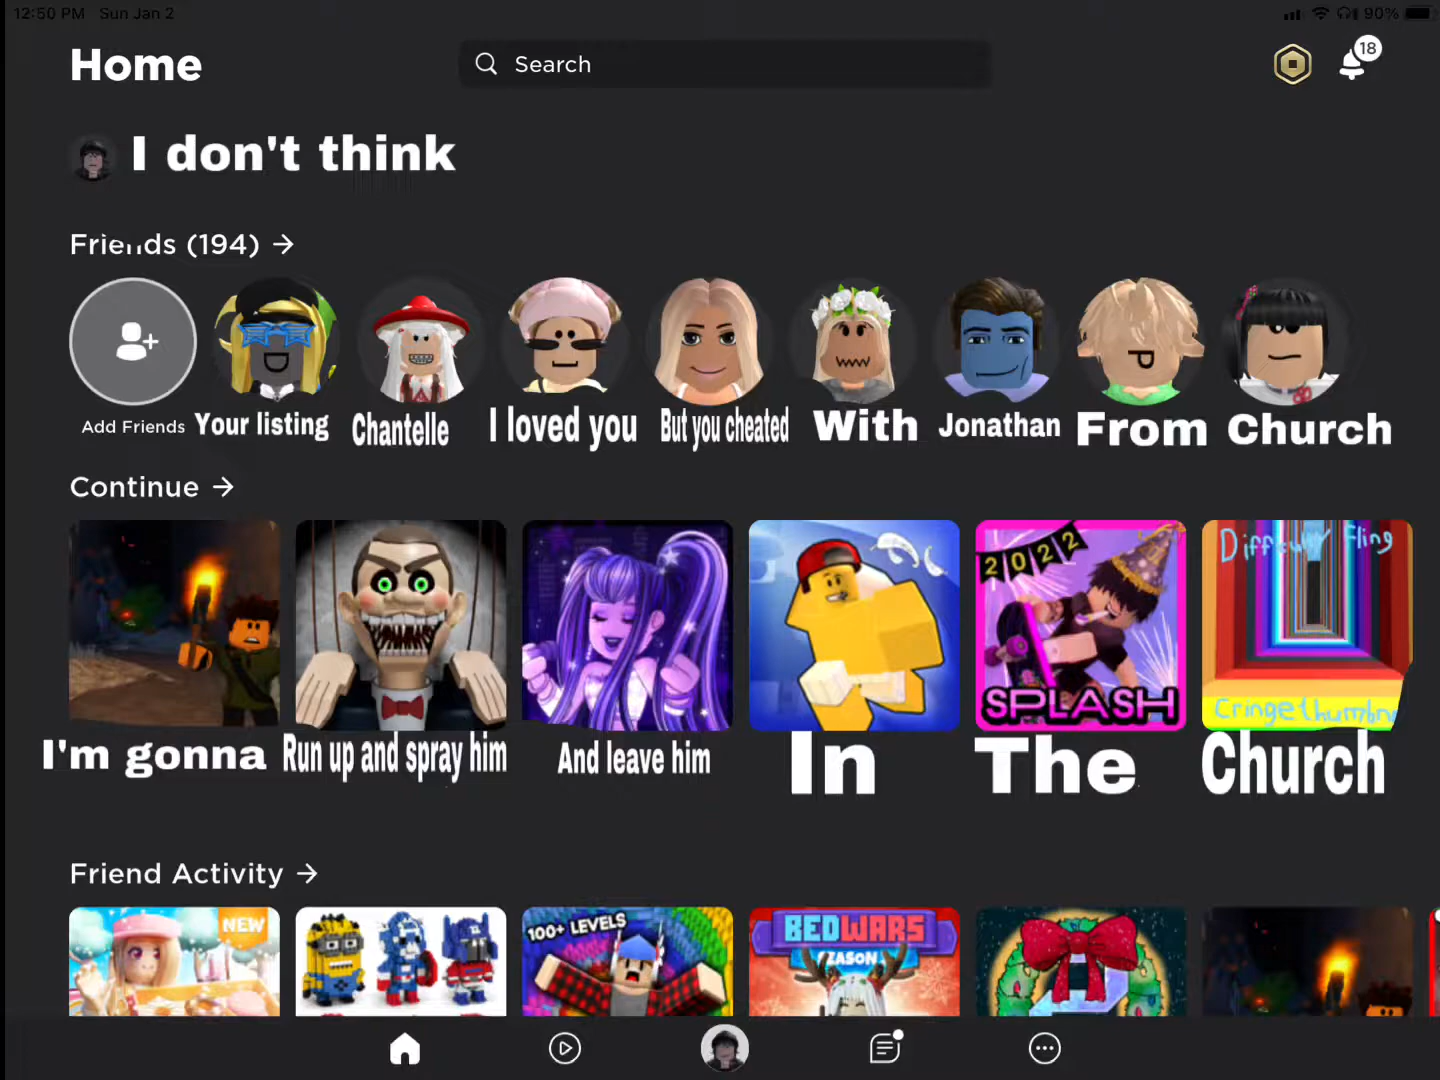 12:50 PM Sun Jan 2
90%
Home
Search
18
I don't think
Friends (194) →
Add Friends
Your listing
Chantelle
I loved you
But you cheated
With
Jonathan
From
Church
Continue →
2022
SPLASH
Fling
I'm gonna
Run up and spray him
And leave him
In
The
Church
Friend Activity →
NEW
100+ LEVELS
BEDWARS
SEASON